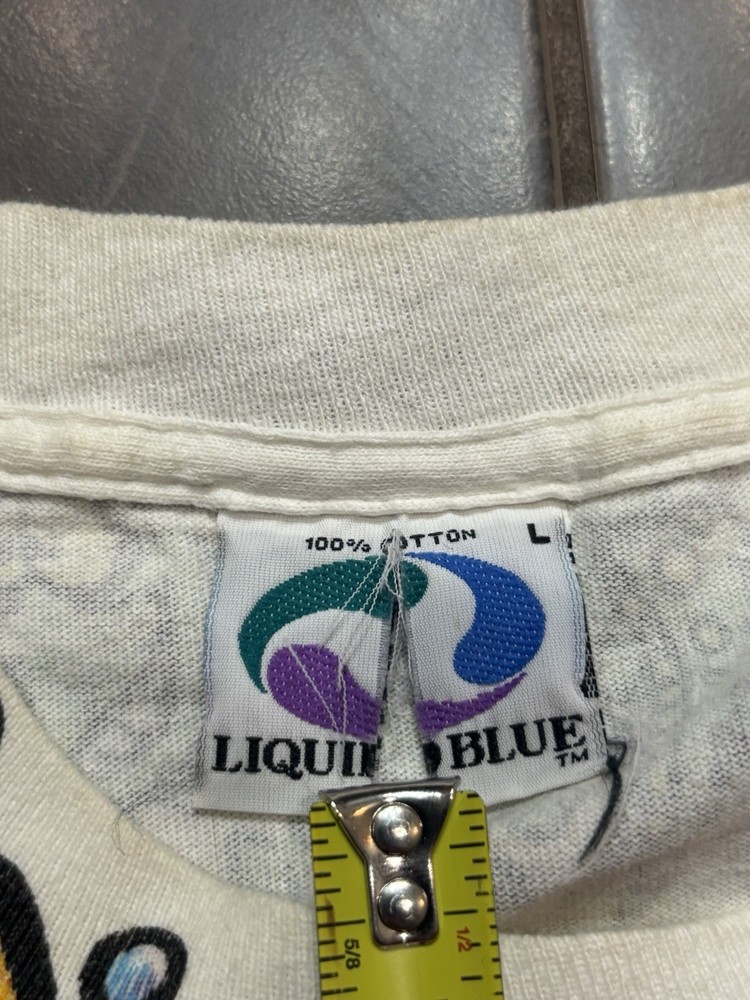 100% COTTON
L
LIQUID BLUE
TM
5/8
1/2